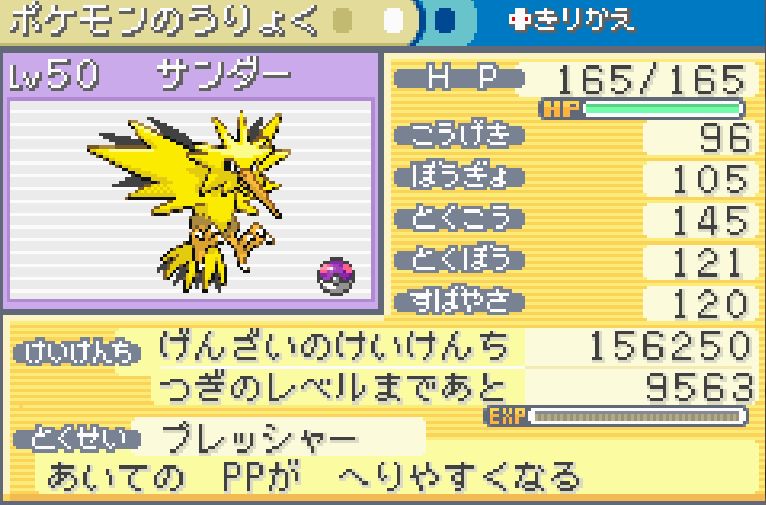 ポケモンのうりょく きりかえ
Lv50 サンダー
HP 165/165
HP
こうげき 96
ぼうぎょ 105
とくこう 145
とくぼう 121
すばやさ 120
けいけんち げんざいのけいけんち 156250
つぎのレベルまであと 9563
EXP
とくせい プレッシャー
あいての PPが へりやすくなる